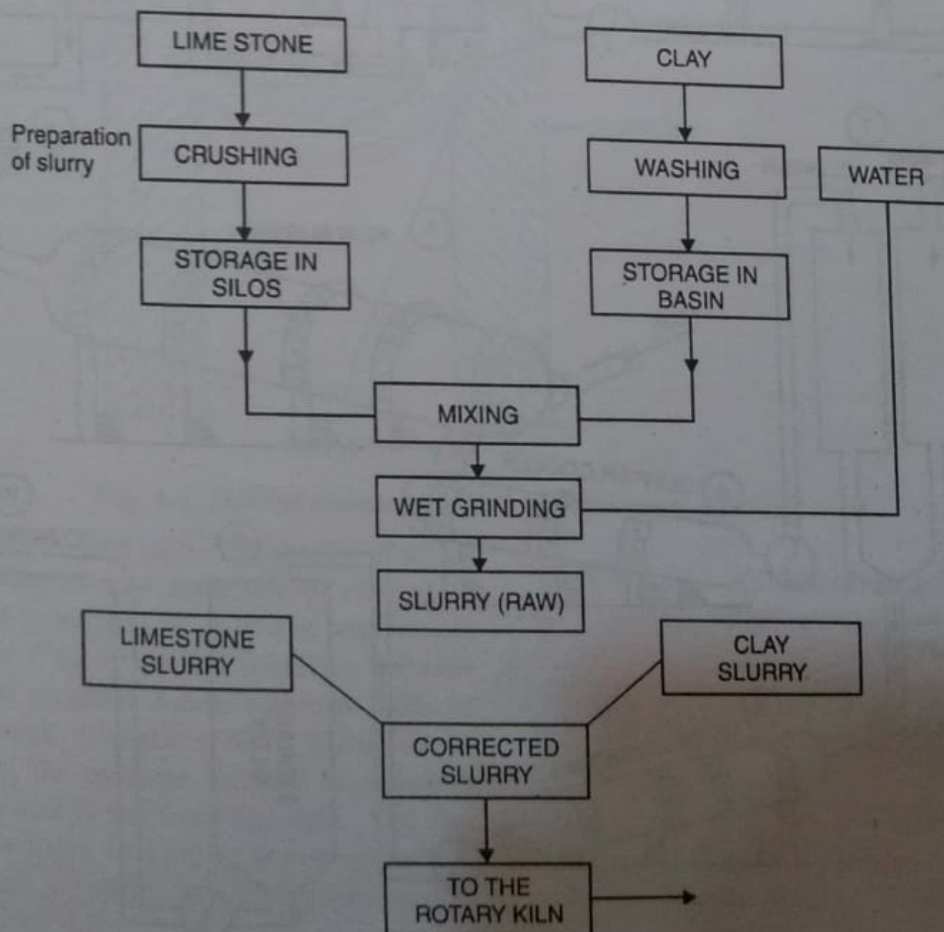 LIME STONE
CLAY
Preparation
of slurry
CRUSHING
WASHING
WATER
STORAGE IN
SILOS
STORAGE IN
BASIN
MIXING
WET GRINDING
SLURRY (RAW)
LIMESTONE
SLURRY
CLAY
SLURRY
CORRECTED
SLURRY
TO THE
ROTARY KILN